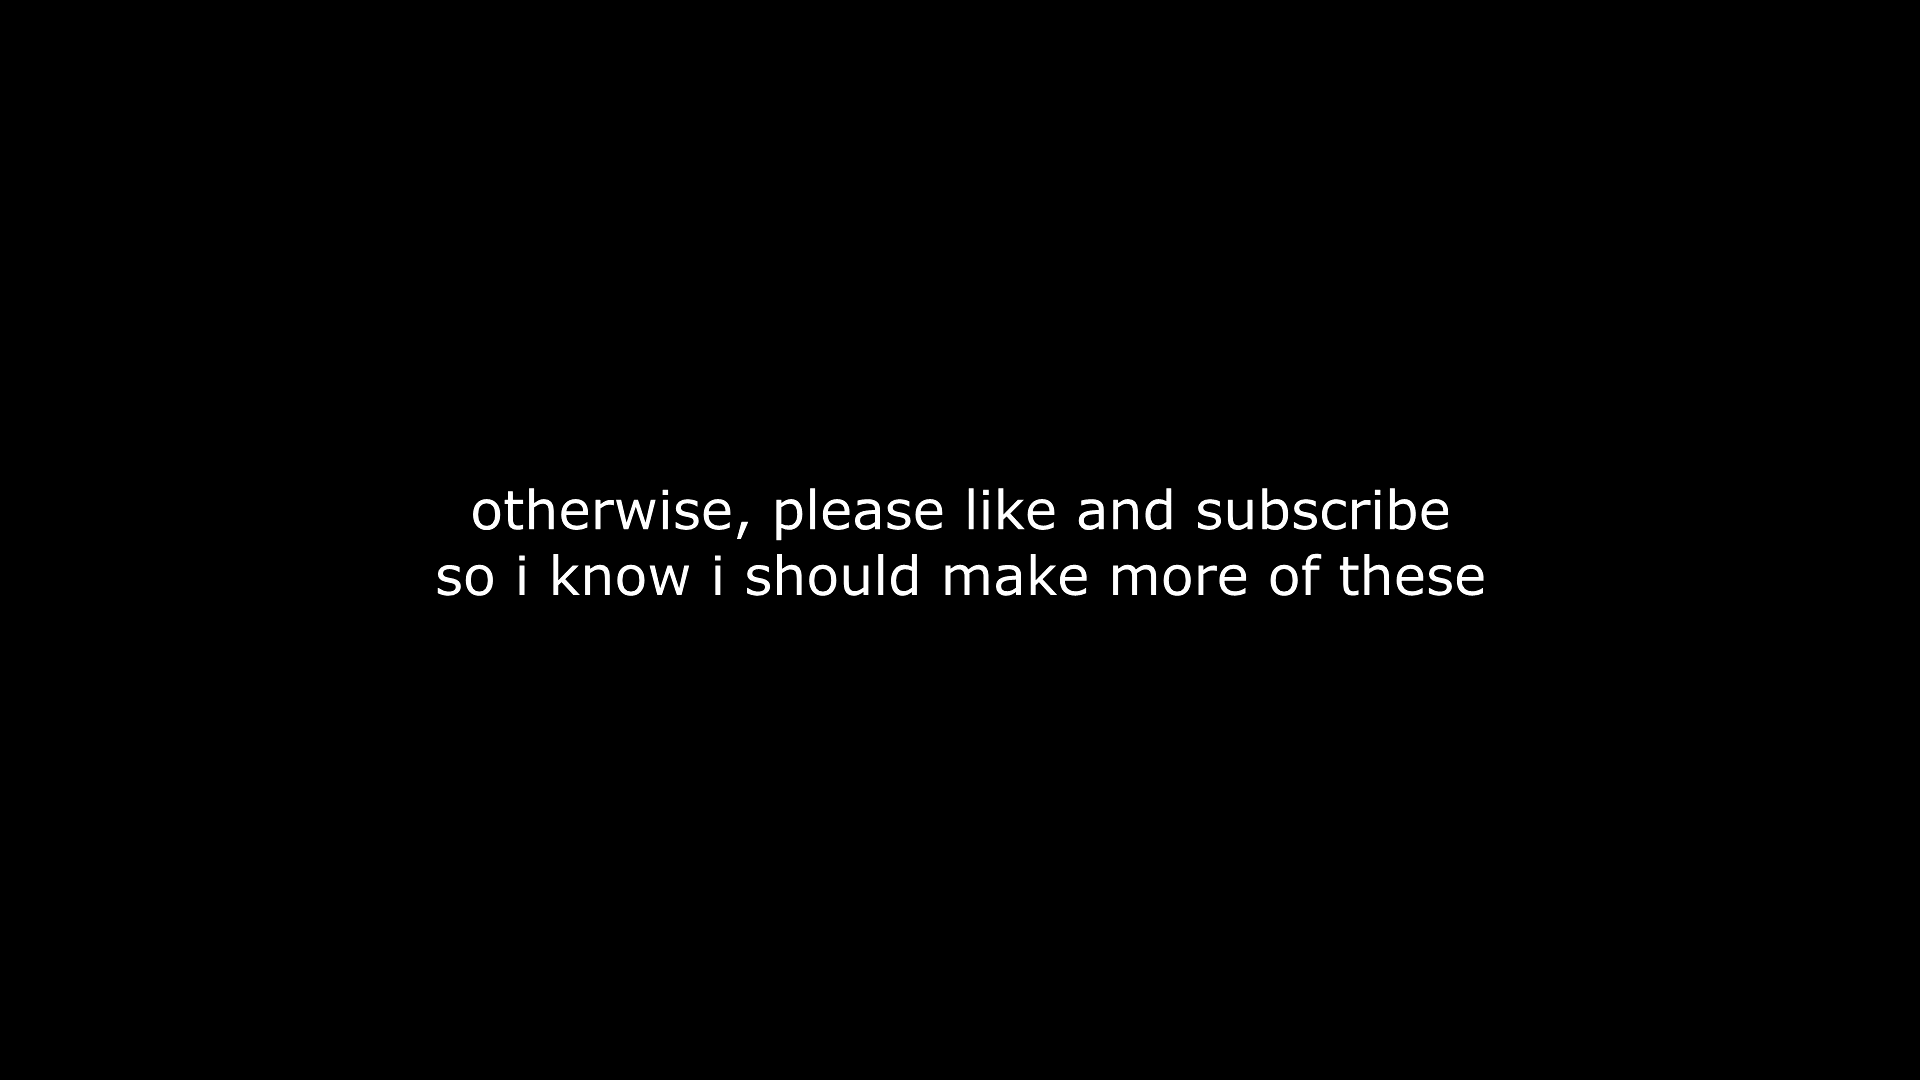 otherwise, please like and subscribe
so i know i should make more of these